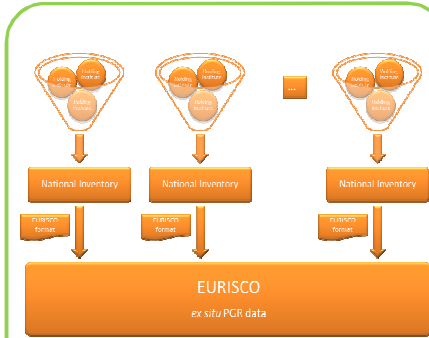 Holding
Institute
Holding
Institute
Holding
Institute
Holding
Institute
Holding
Institute
Holding
Institute
...
Holding
Institute
Holding
Institute
Holding
Institute
National Inventory
National Inventory
National Inventory
EURISCO
format
EURISCO
format
EURISCO
format
EURISCO
ex situ PGR data